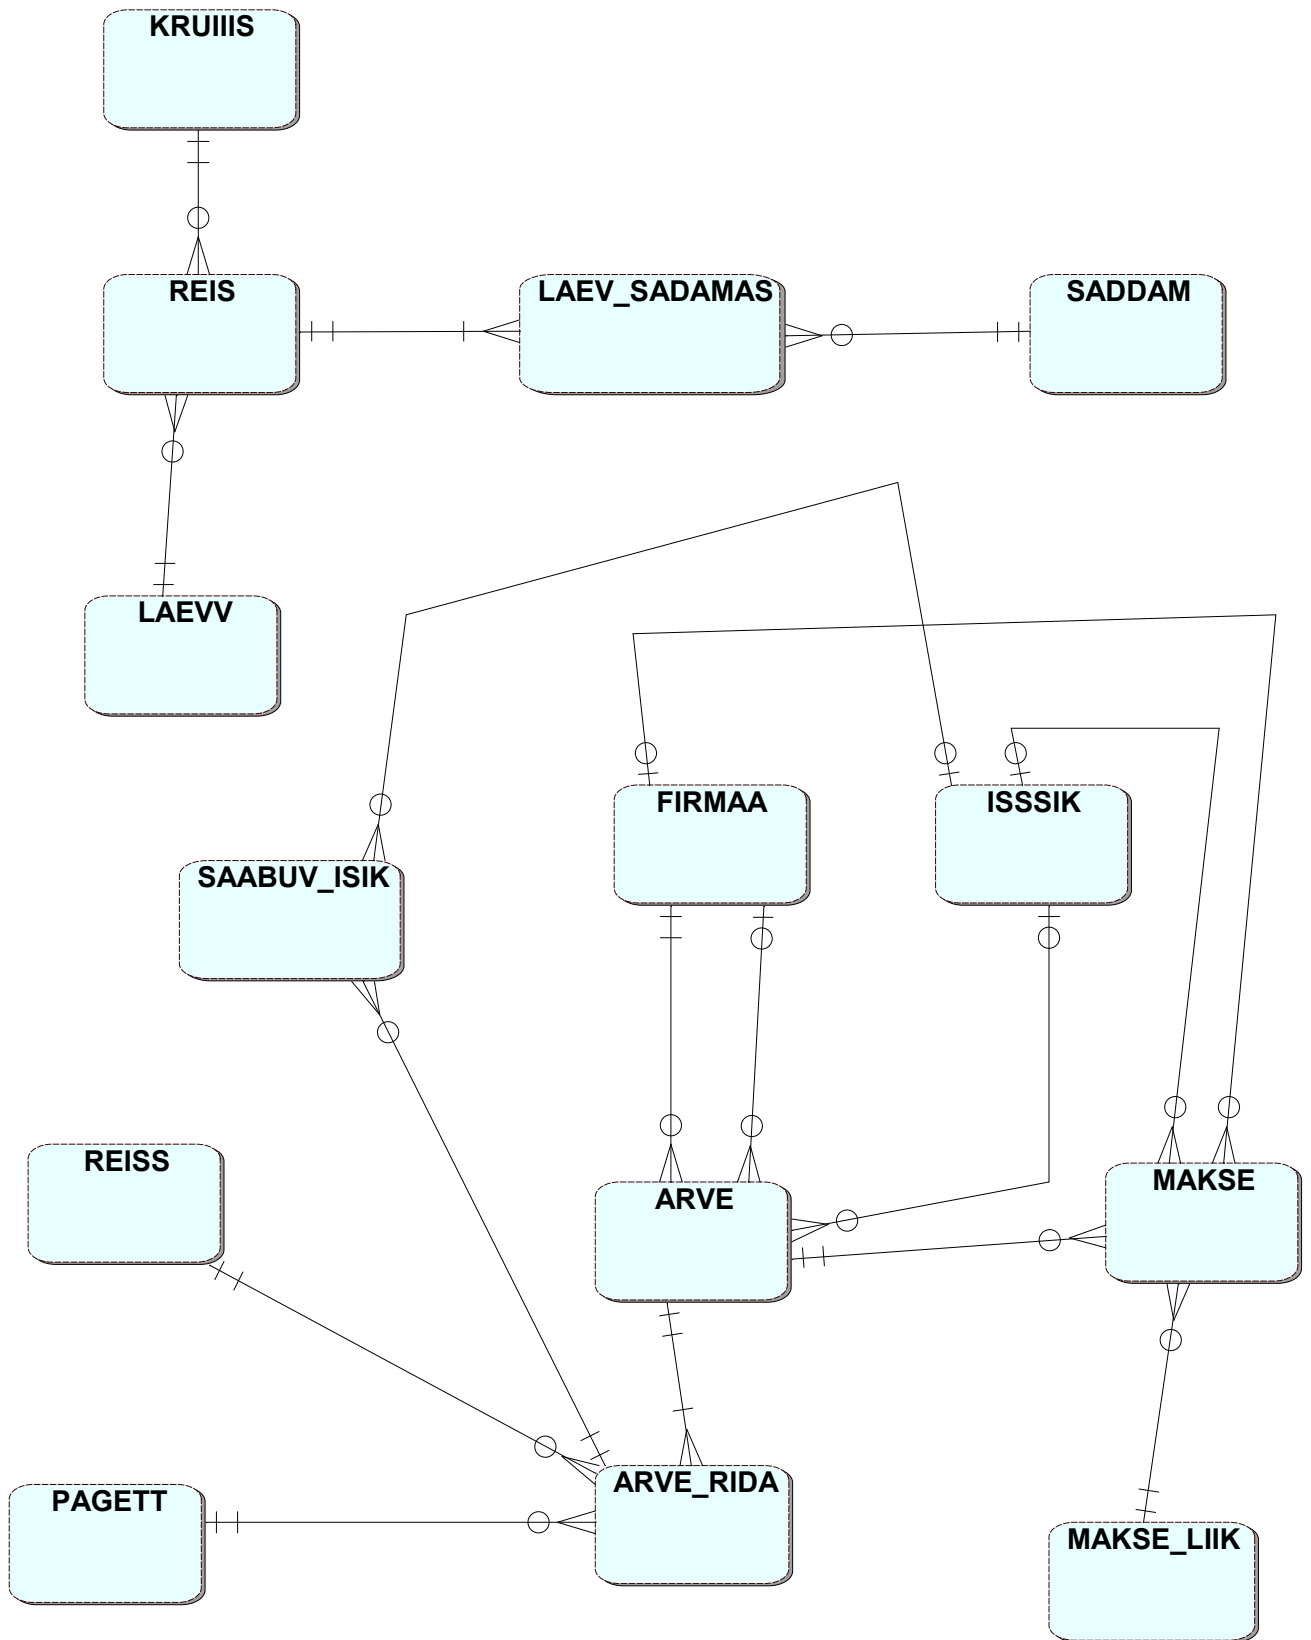 KRUIIIS
REIS
LAEV_SADAMAS
SADDAM
LAEVV
FIRMAA
ISSSIK
SAABUV_ISIK
REISS
ARVE
MAKSE
PAGETT
ARVE_RIDA
MAKSE_LIIK